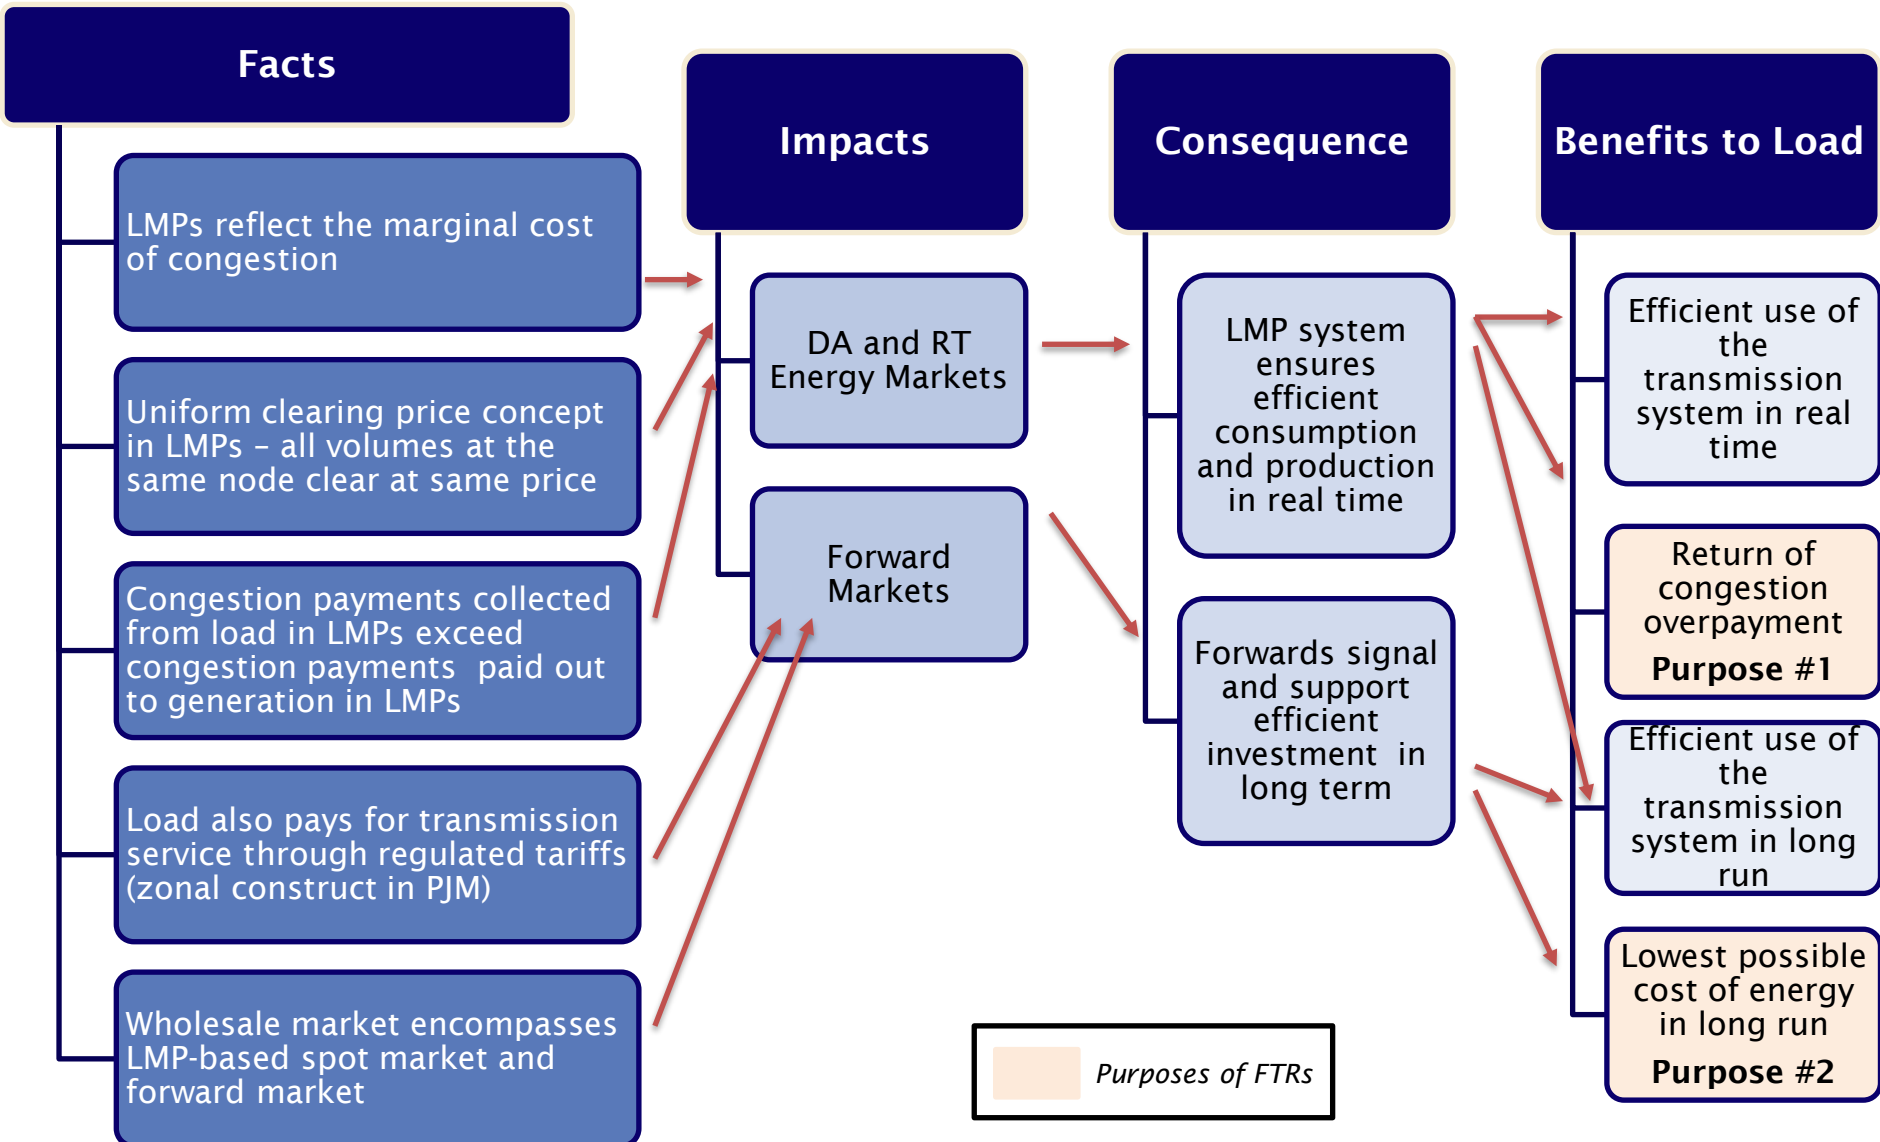 Facts
LMPs reflect the marginal cost
of congestion
Uniform clearing price concept
in LMPs – all volumes at the
same node clear at same price
Congestion payments collected
from load in LMPs exceed
congestion payments  paid out
to generation in LMPs
Load also pays for transmission
service through regulated tariffs
(zonal construct in PJM)
Wholesale market encompasses
LMP-based spot market and
forward market
Impacts
DA and RT
Energy Markets
Forward
Markets
Consequence
LMP system
ensures
efficient
consumption
and production
in real time
Forwards signal
and support
efficient
investment  in
long term
Benefits to Load
Efficient use of
the
transmission
system in real
time
Return of
congestion
overpayment
Purpose #1
Efficient use of
the
transmission
system in long
run
Lowest possible
cost of energy
in long run
Purpose #2
Purposes of FTRs